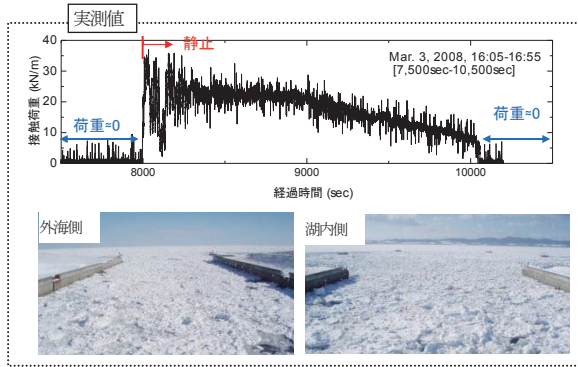 実測値
静止
Mar. 3, 2008, 16:05-16:55
[7,500sec-10,500sec]
荷重≈0
荷重≈0
接触荷重 (kN/m)
40
30
20
10
0
8000
9000
10000
経過時間 (sec)
外海側
湖内側